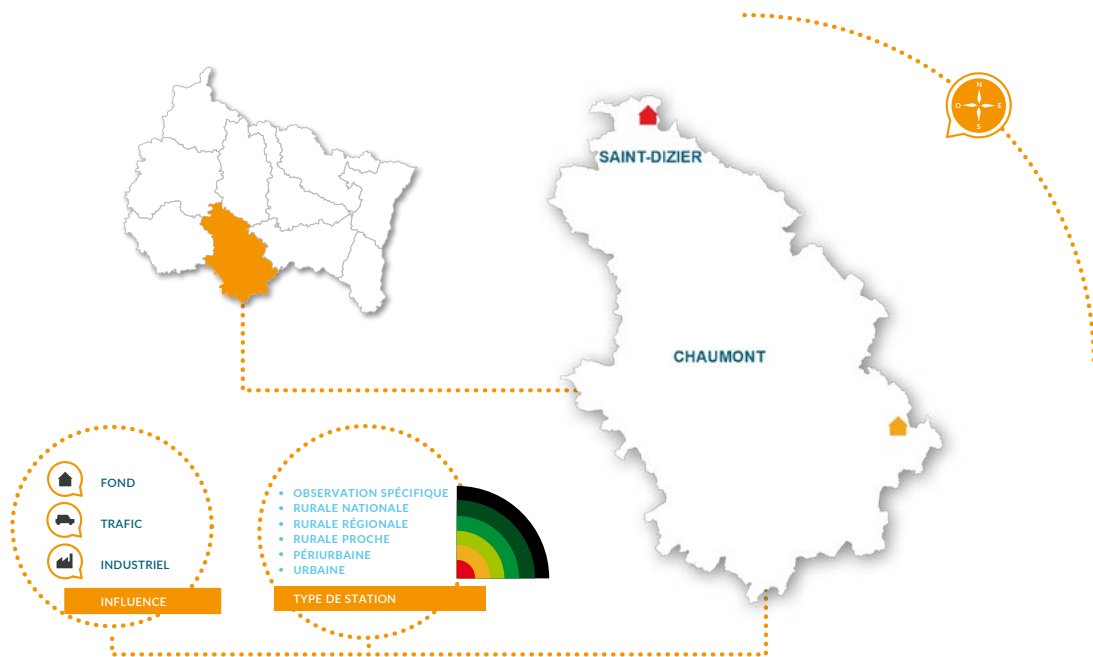 N
O E
S
SAINT-DIZIER
CHAUMONT
FOND
TRAFIC
INDUSTRIEL
INFLUENCE
• OBSERVATION SPÉCIFIQUE
• RURALE NATIONALE
• RURALE RÉGIONALE
• RURALE PROCHE
• PÉRIURBAINE
• URBAINE
TYPE DE STATION